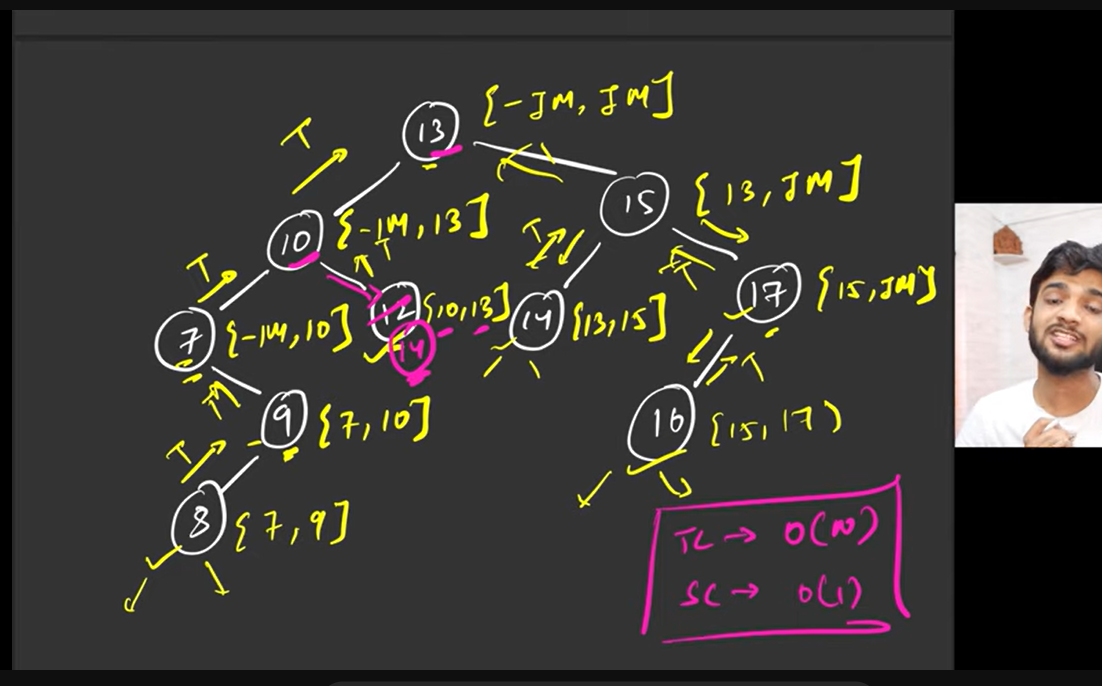 13 [-IM, IM]
T
10 [-IM, 13]
15 [13, IM]
T
T
T
7 [-IM, 10]
12 [10, 13]
14
14 [13, 15]
17 [15, IM]
T
T
9 [7, 10]
16 [15, 17)
T
8 [7, 9]
TC → O(N)
SC → O(1)